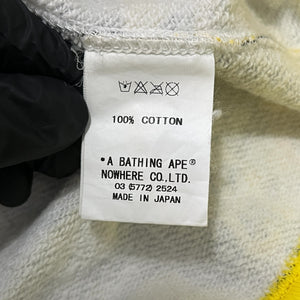 100% COTTON
•A BATHING APE®
NOWHERE CO.,LTD.
03 (5772) 2524
MADE IN JAPAN